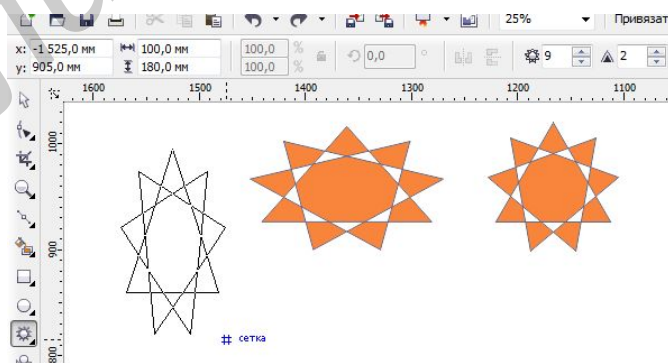 25% Привязат
x: -1 525,0 мм 100,0 мм 100,0 % 0,0 ° 9 2
y: 905,0 мм 180,0 мм 100,0 %
1600 1500 1400 1300 1200 1100
1000
900
сетка
800